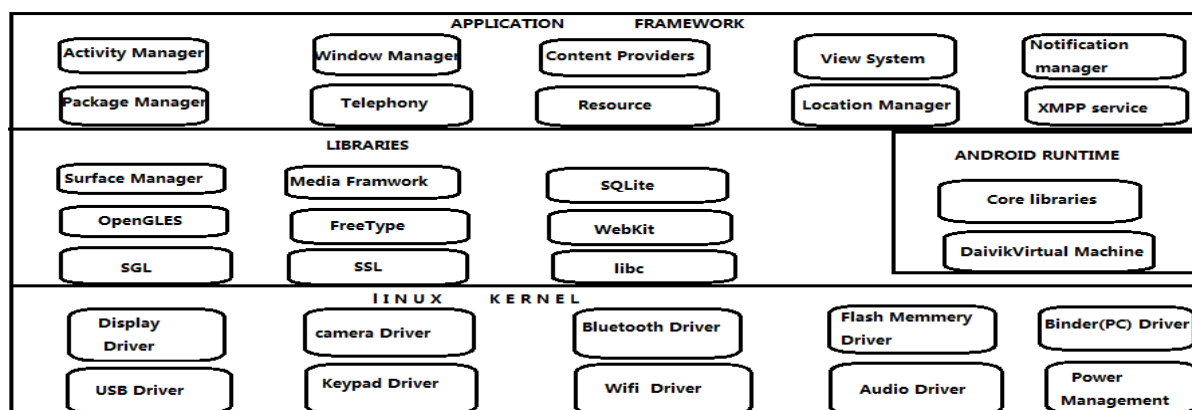 APPLICATION FRAMEWORK
Activity Manager
Window Manager
Content Providers
View System
Notification
manager
Package Manager
Telephony
Resource
Location Manager
XMPP service
LIBRARIES
Surface Manager
Media Framwork
SQLite
OpenGLES
FreeType
WebKit
SGL
SSL
libc
ANDROID RUNTIME
Core libraries
DaivikVirtual Machine
lINUX KERNEL
Display
Driver
camera Driver
Bluetooth Driver
Flash Memmery
Driver
Binder(PC) Driver
USB Driver
Keypad Driver
Wifi Driver
Audio Driver
Power
Management